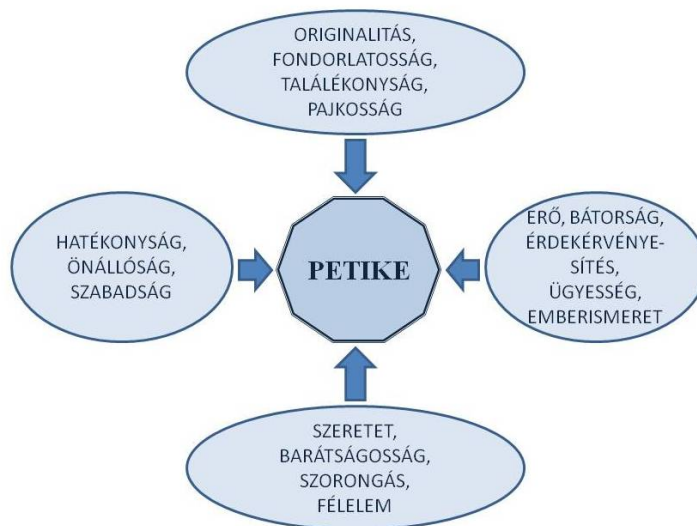 ORIGINALITÁS,
FONDORLATOSSÁG,
TALÁLÉKONYSÁG,
PAJKOSSÁG
HATÉKONYSÁG,
ÖNÁLLÓSÁG,
SZABADSÁG
PETIKE
ERŐ, BÁTORSÁG,
ÉRDEKÉRVÉNYE-
SÍTÉS,
ÜGYESSÉG,
EMBERISMERET
SZERETET,
BARÁTSÁGOSSÁG,
SZORONGÁS,
FÉLELEM